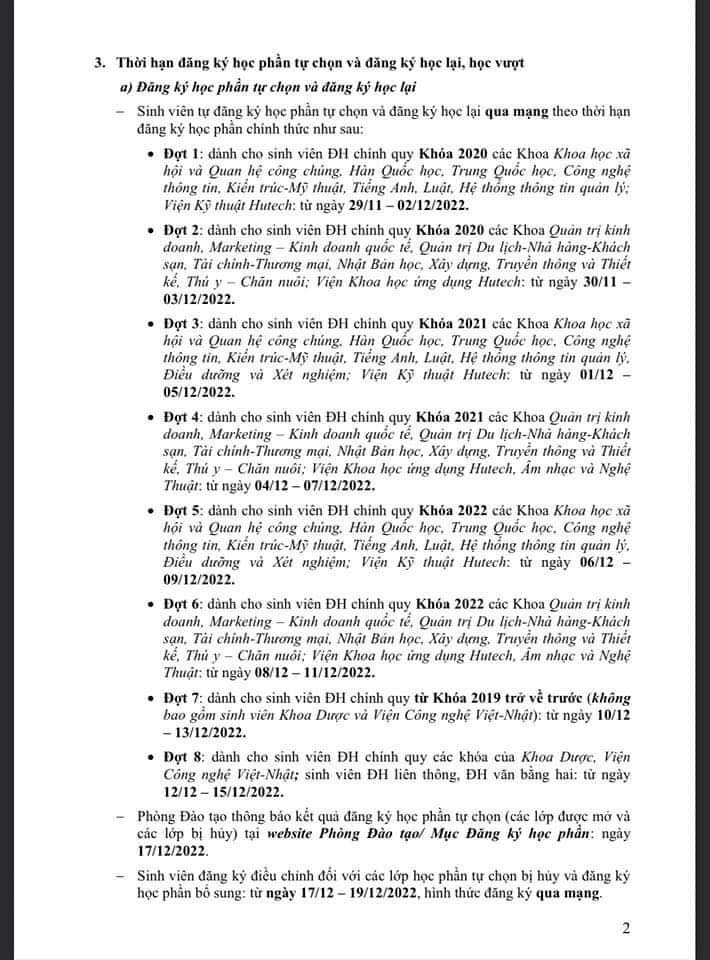 3. Thời hạn đăng ký học phần tự chọn và đăng ký học lại, học vượt
a) Đăng ký học phần tự chọn và đăng ký học lại
– Sinh viên tự đăng ký học phần tự chọn và đăng ký học lại qua mạng theo thời hạn
đăng ký học phần chính thức như sau:
• Đợt 1: dành cho sinh viên ĐH chính quy Khóa 2020 các Khoa Khoa học xã
hội và Quan hệ công chúng, Hàn Quốc học, Trung Quốc học, Công nghệ
thông tin, Kiến trúc-Mỹ thuật, Tiếng Anh, Luật, Hệ thống thông tin quản lý;
Viện Kỹ thuật Hutech: từ ngày 29/11 – 02/12/2022.
• Đợt 2: dành cho sinh viên ĐH chính quy Khóa 2020 các Khoa Quản trị kinh
doanh, Marketing – Kinh doanh quốc tế, Quản trị Du lịch-Nhà hàng-Khách
sạn, Tài chính-Thương mại, Nhật Bản học, Xây dựng, Truyền thông và Thiết
kế, Thú y – Chăn nuôi; Viện Khoa học ứng dụng Hutech: từ ngày 30/11 –
03/12/2022.
• Đợt 3: dành cho sinh viên ĐH chính quy Khóa 2021 các Khoa Khoa học xã
hội và Quan hệ công chúng, Hàn Quốc học, Trung Quốc học, Công nghệ
thông tin, Kiến trúc-Mỹ thuật, Tiếng Anh, Luật, Hệ thống thông tin quản lý,
Điều dưỡng và Xét nghiệm; Viện Kỹ thuật Hutech: từ ngày 01/12 –
05/12/2022.
• Đợt 4: dành cho sinh viên ĐH chính quy Khóa 2021 các Khoa Quản trị kinh
doanh, Marketing – Kinh doanh quốc tế, Quản trị Du lịch-Nhà hàng-Khách
sạn, Tài chính-Thương mại, Nhật Bản học, Xây dựng, Truyền thông và Thiết
kế, Thú y – Chăn nuôi; Viện Khoa học ứng dụng Hutech, Âm nhạc và Nghệ
Thuật: từ ngày 04/12 – 07/12/2022.
• Đợt 5: dành cho sinh viên ĐH chính quy Khóa 2022 các Khoa Khoa học xã
hội và Quan hệ công chúng, Hàn Quốc học, Trung Quốc học, Công nghệ
thông tin, Kiến trúc-Mỹ thuật, Tiếng Anh, Luật, Hệ thống thông tin quản lý,
Điều dưỡng và Xét nghiệm; Viện Kỹ thuật Hutech: từ ngày 06/12 –
09/12/2022.
• Đợt 6: dành cho sinh viên ĐH chính quy Khóa 2022 các Khoa Quản trị kinh
doanh, Marketing – Kinh doanh quốc tế, Quản trị Du lịch-Nhà hàng-Khách
sạn, Tài chính-Thương mại, Nhật Bản học, Xây dựng, Truyền thông và Thiết
kế, Thú y – Chăn nuôi; Viện Khoa học ứng dụng Hutech, Âm nhạc và Nghệ
Thuật: từ ngày 08/12 – 11/12/2022.
• Đợt 7: dành cho sinh viên ĐH chính quy từ Khóa 2019 trở về trước (không
bao gồm sinh viên Khoa Dược và Viện Công nghệ Việt-Nhật): từ ngày 10/12
– 13/12/2022.
• Đợt 8: dành cho sinh viên ĐH chính quy các khóa của Khoa Dược, Viện
Công nghệ Việt-Nhật; sinh viên ĐH liên thông, ĐH văn bằng hai: từ ngày
12/12 – 15/12/2022.
– Phòng Đào tạo thông báo kết quả đăng ký học phần tự chọn (các lớp được mở và
các lớp bị hủy) tại website Phòng Đào tạo/ Mục Đăng ký học phần: ngày
17/12/2022.
– Sinh viên đăng ký điều chỉnh đối với các lớp học phần tự chọn bị hủy và đăng ký
học phần bổ sung: từ ngày 17/12 – 19/12/2022, hình thức đăng ký qua mạng.
2